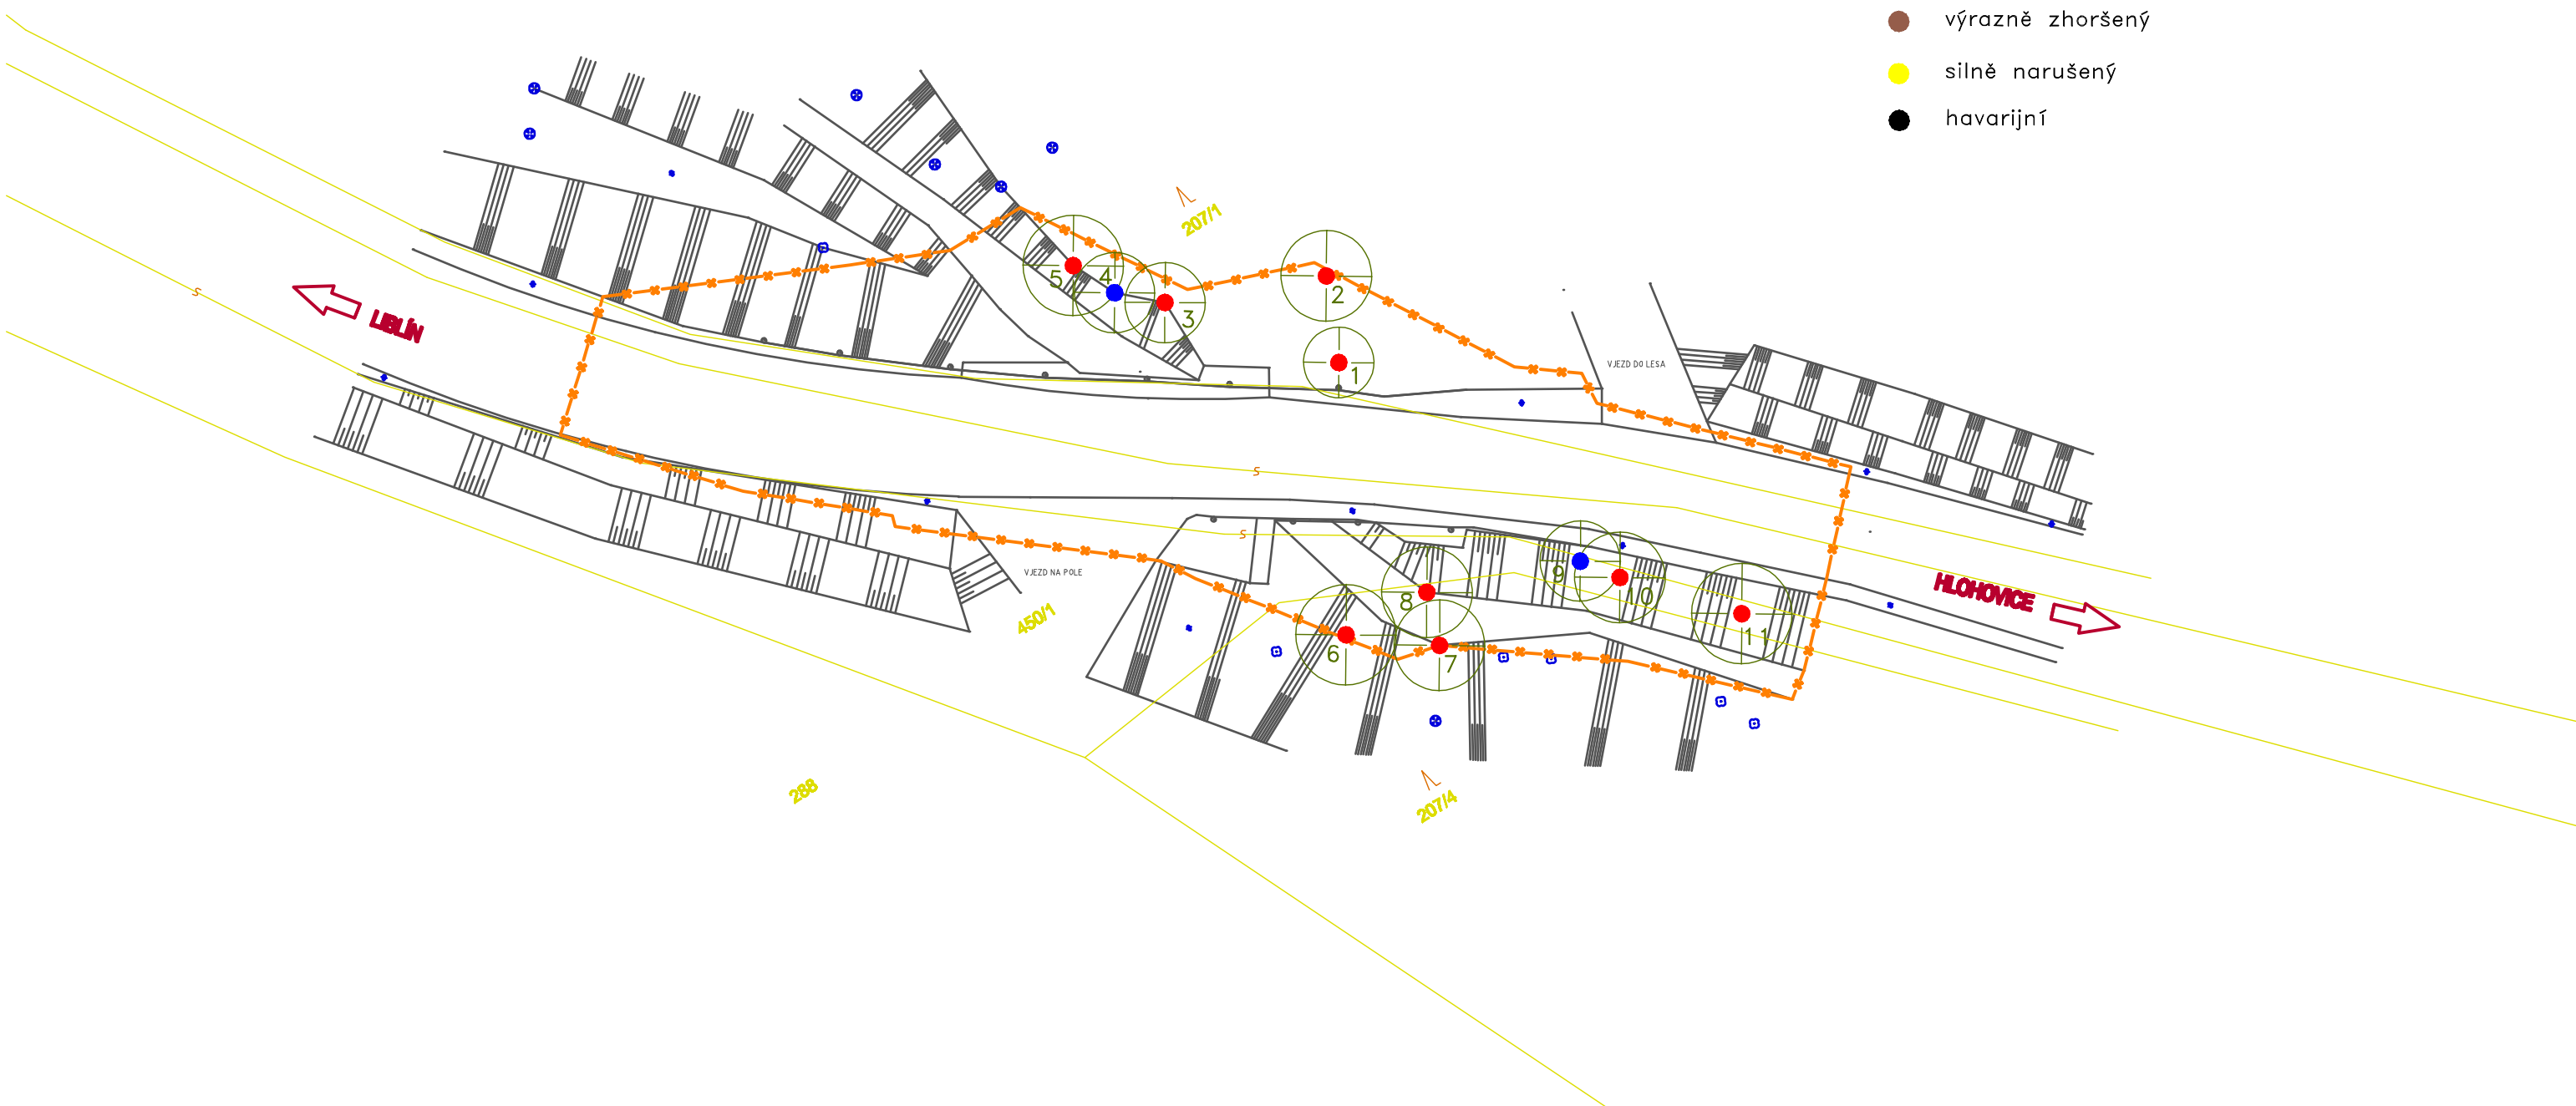 výrazně zhoršený
silně narušený
havarijní
207/1
5
4
3
2
1
LIBLÍN
VJEZD DO LESA
S
S
S
VJEZD NA POLE
450/1
9
10
8
11
6
7
HLOHOVICE
288
207/4